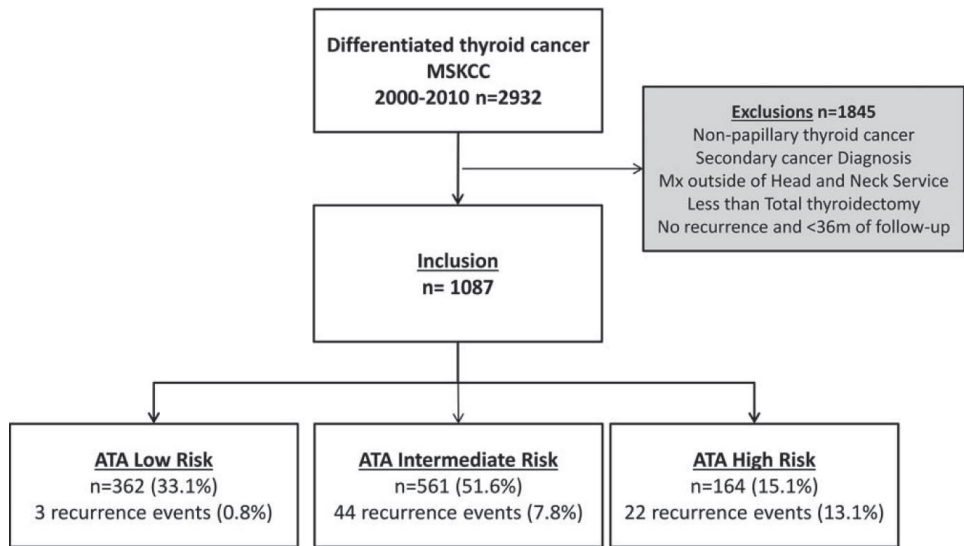 Differentiated thyroid cancer
MSKCC
2000-2010 n=2932
Exclusions n=1845
Non-papillary thyroid cancer
Secondary cancer Diagnosis
Mx outside of Head and Neck Service
Less than Total thyroidectomy
No recurrence and <36m of follow-up
Inclusion
n= 1087
ATA Low Risk
n=362 (33.1%)
3 recurrence events (0.8%)
ATA Intermediate Risk
n=561 (51.6%)
44 recurrence events (7.8%)
ATA High Risk
n=164 (15.1%)
22 recurrence events (13.1%)